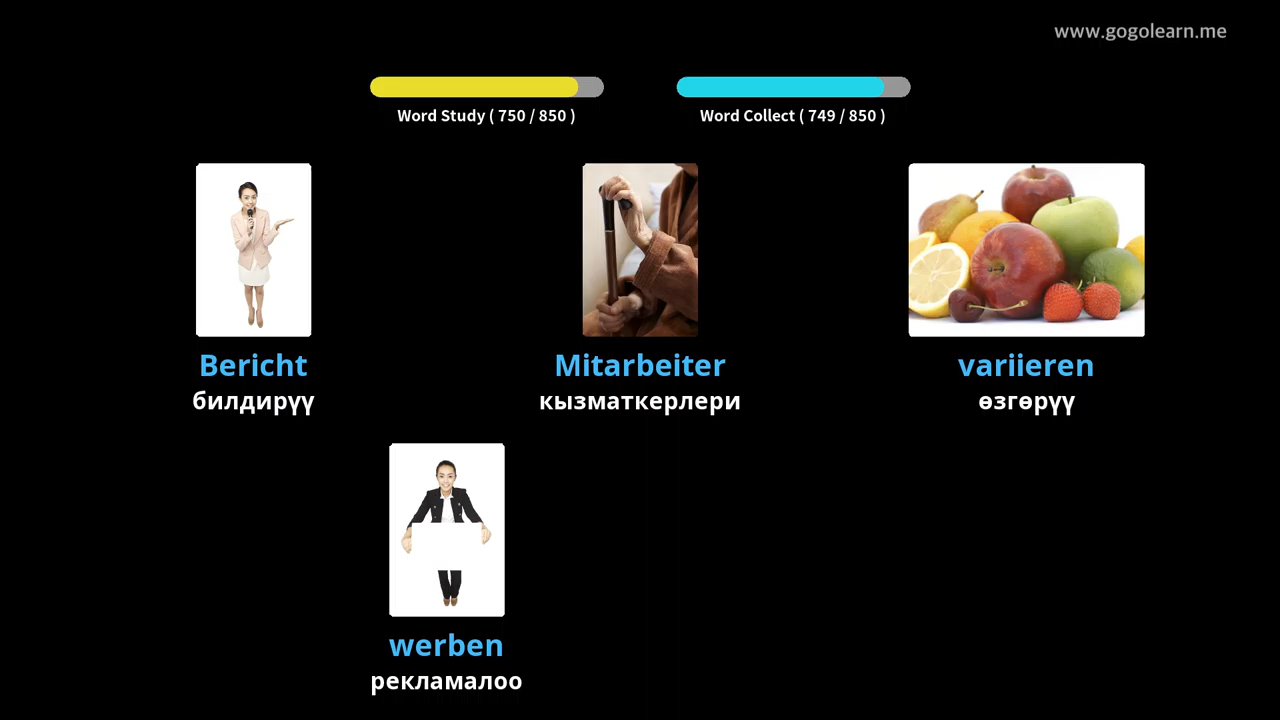 www.gogolearn.me
Word Study ( 750 / 850 )
Word Collect ( 749 / 850 )
Bericht
билдирүү
Mitarbeiter
кызматкерлери
variieren
өзгөрүү
werben
рекламалоо